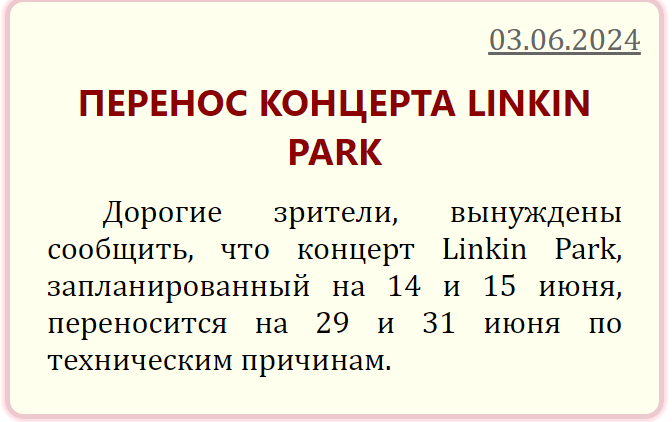 03.06.2024
ПЕРЕНОС КОНЦЕРТА LINKIN
PARK
Дорогие зрители, вынуждены
сообщить, что концерт Linkin Park,
запланированный на 14 и 15 июня,
переносится на 29 и 31 июня по
техническим причинам.